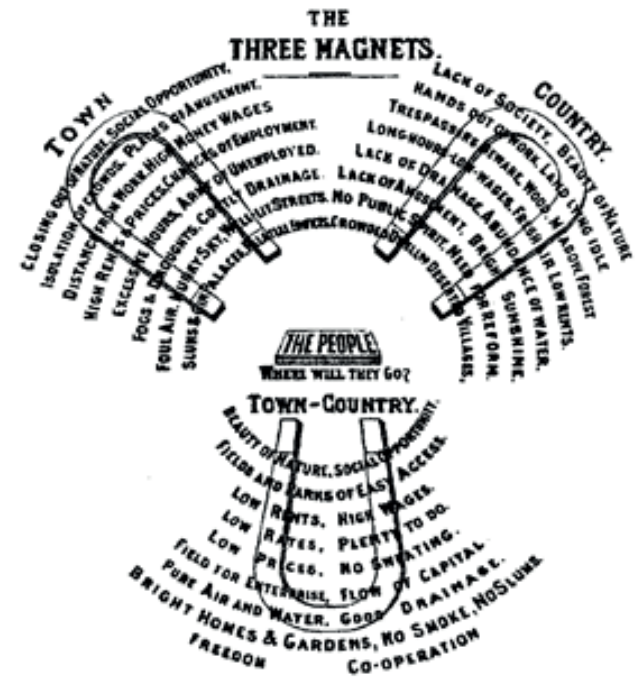 THE
THREE MAGNETS.
TOWN
CLOSING OUT OF NATURE. SOCIAL OPPORTUNITY.
ISOLATION OF CROWDS. PLACES OF AMUSEMENT.
DISTANCE FROM WORK. HIGH MONEY WAGES
HIGH RENTS & PRICES. CHANCES OF EMPLOYMENT.
EXCESSIVE HOURS. ARMY OF UNEMPLOYED.
FOGS & DROUGHTS. COSTLY DRAINAGE.
FOUL AIR. MURKY SKY. WELL-LIT STREETS.
SLUMS & GIN PALACES. PALATIAL EDIFICES.
COUNTRY.
LACK OF SOCIETY. BEAUTY OF NATURE
HANDS OUT OF WORK. LAND LYING IDLE
TRESPASSERS BEWARE. WOOD, MEADOW, FOREST
LONG HOURS-LOW-WAGES. FRESH AIR LOW RENTS.
LACK OF DRAINAGE. ABUNDANCE OF WATER.
LACK OF AMUSEMENT. BRIGHT SUNSHINE.
NO PUBLIC SPIRIT. NEED FOR REFORM.
CROWDED DWELLINGS. DESERTED VILLAGES,
THE PEOPLE
WHERE WILL THEY GO?
TOWN-COUNTRY.
BEAUTY OF NATURE, SOCIAL OPPORTUNITY.
FIELDS AND PARKS OF EASY ACCESS.
LOW RENTS, HIGH WAGES.
LOW RATES, PLENTY TO DO.
LOW PRICES, NO SWEATING.
FIELD FOR ENTERPRISE, FLOW OF CAPITAL.
PURE AIR AND WATER, GOOD DRAINAGE.
BRIGHT HOMES & GARDENS, NO SMOKE, NO SLUMS
FREEDOM
CO-OPERATION